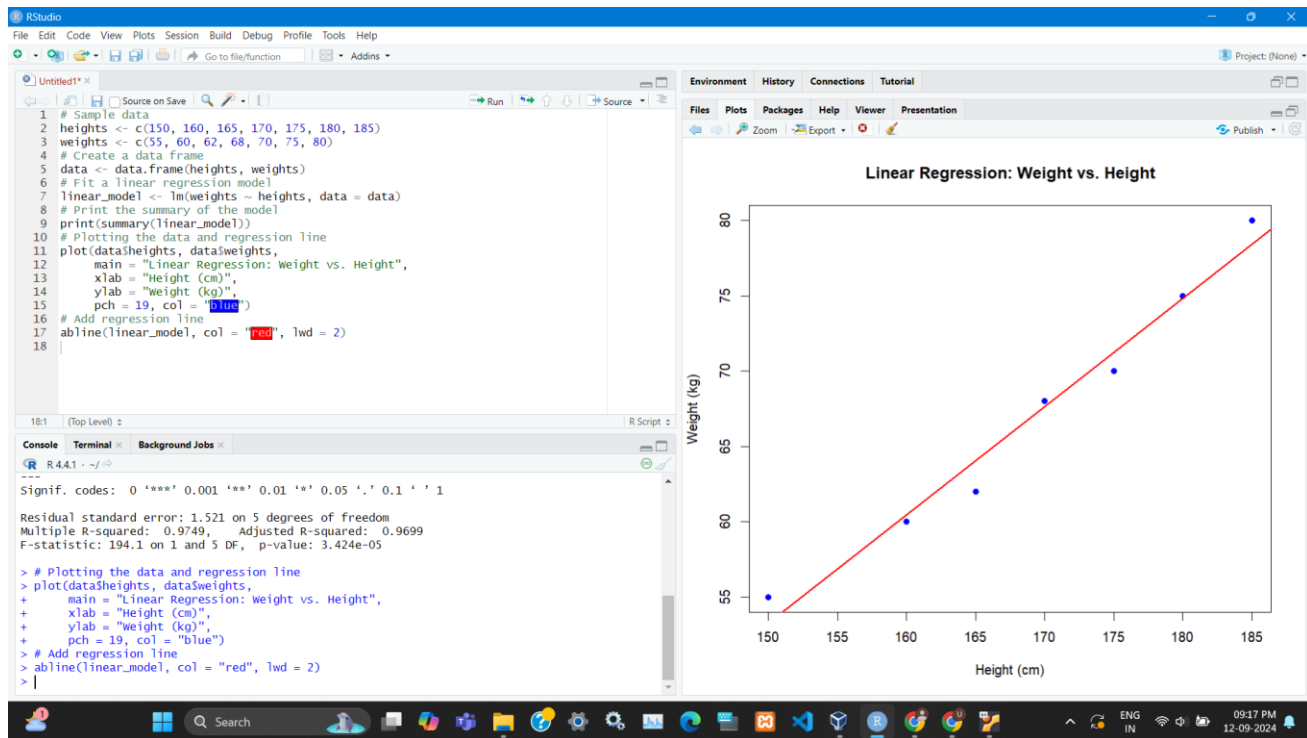 RStudio
File Edit Code View Plots Session Build Debug Profile Tools Help
Go to file/function Addins Project: (None)
Untitled1*
Source on Save Run Source
1 # Sample data
2 heights <- c(150, 160, 165, 170, 175, 180, 185)
3 weights <- c(55, 60, 62, 68, 70, 75, 80)
4 # Create a data frame
5 data <- data.frame(heights, weights)
6 # Fit a linear regression model
7 linear_model <- lm(weights ~ heights, data = data)
8 # Print the summary of the model
9 print(summary(linear_model))
10 # Plotting the data and regression line
11 plot(data$heights, data$weights,
12 main = "Linear Regression: Weight vs. Height",
13 xlab = "Height (cm)",
14 ylab = "Weight (kg)",
15 pch = 19, col = "blue")
16 # Add regression line
17 abline(linear_model, col = "red", lwd = 2)
18
18:1 (Top Level) R Script
Console Terminal Background Jobs
R R 4.4.1 · ~/
---
Signif. codes: 0 ‘***’ 0.001 ‘**’ 0.01 ‘*’ 0.05 ‘.’ 0.1 ‘ ’ 1
Residual standard error: 1.521 on 5 degrees of freedom
Multiple R-squared: 0.9749, Adjusted R-squared: 0.9699
F-statistic: 194.1 on 1 and 5 DF, p-value: 3.424e-05
> # Plotting the data and regression line
> plot(data$heights, data$weights,
+ main = "Linear Regression: Weight vs. Height",
+ xlab = "Height (cm)",
+ ylab = "Weight (kg)",
+ pch = 19, col = "blue")
> # Add regression line
> abline(linear_model, col = "red", lwd = 2)
>
Environment History Connections Tutorial
Files Plots Packages Help Viewer Presentation
Zoom Export Publish
Linear Regression: Weight vs. Height
80
75
70
65
60
55
Weight (kg)
150 155 160 165 170 175 180 185
Height (cm)
1
Search
R
U
ENG
IN
09:17 PM
12-09-2024